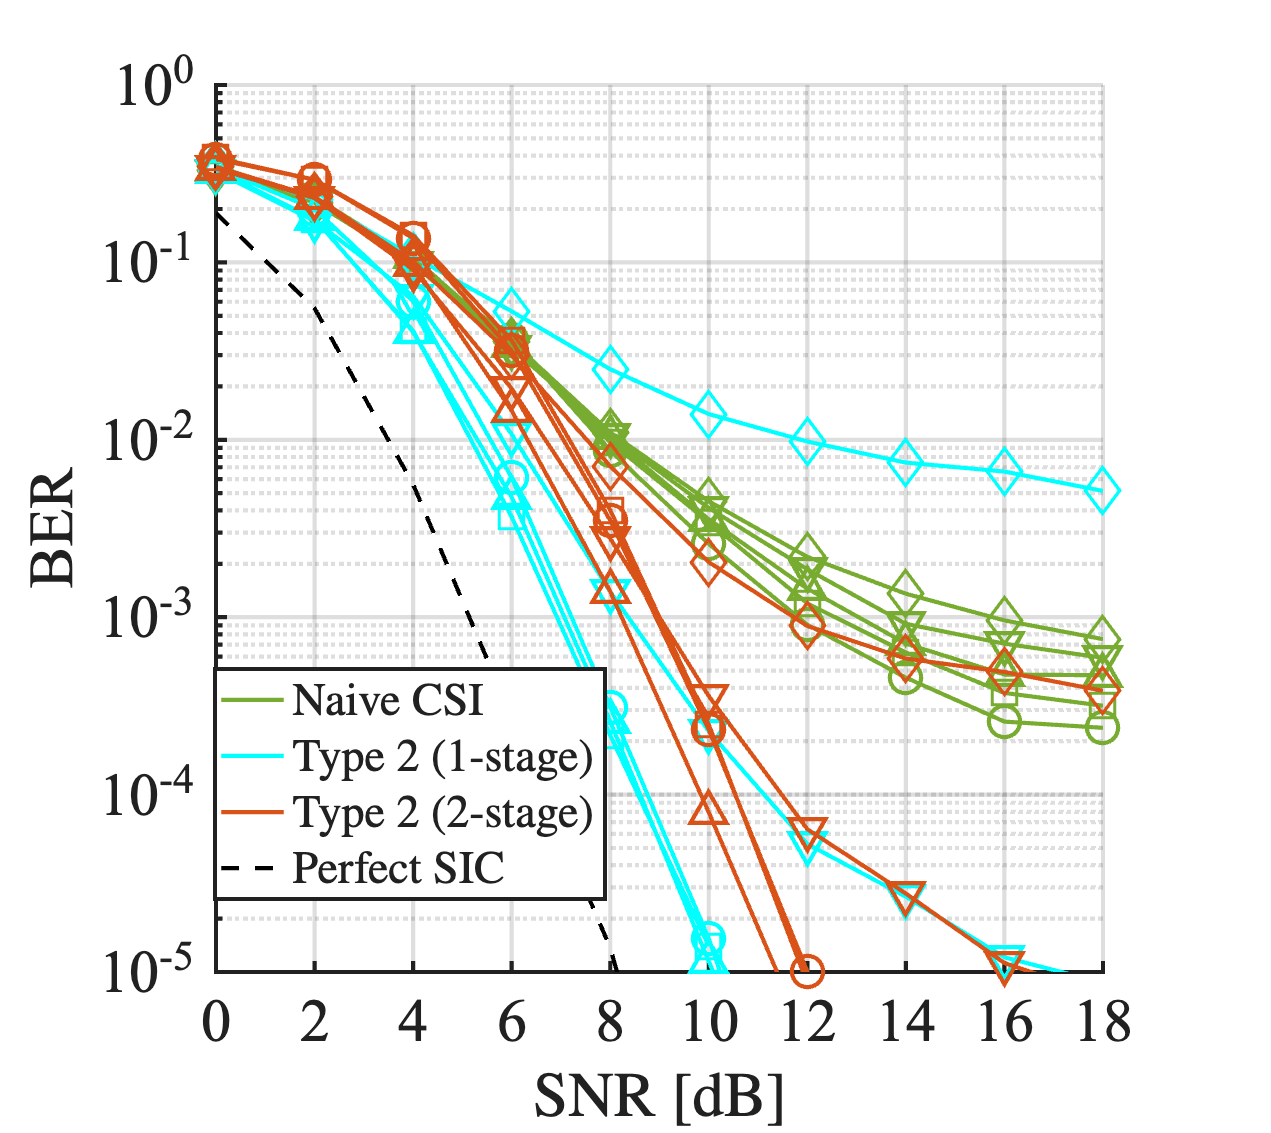 10^0
10^-1
10^-2
10^-3
10^-4
10^-5
BER
Naive CSI
Type 2 (1-stage)
Type 2 (2-stage)
Perfect SIC
0 2 4 6 8 10 12 14 16 18
SNR [dB]